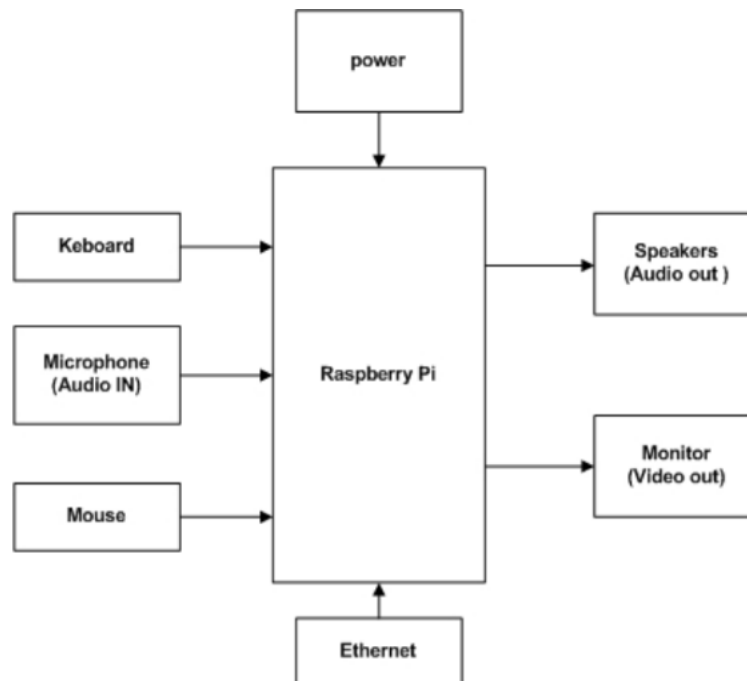 power
Keboard
Speakers
(Audio out )
Microphone
(Audio IN)
Raspberry Pi
Monitor
(Video out)
Mouse
Ethernet